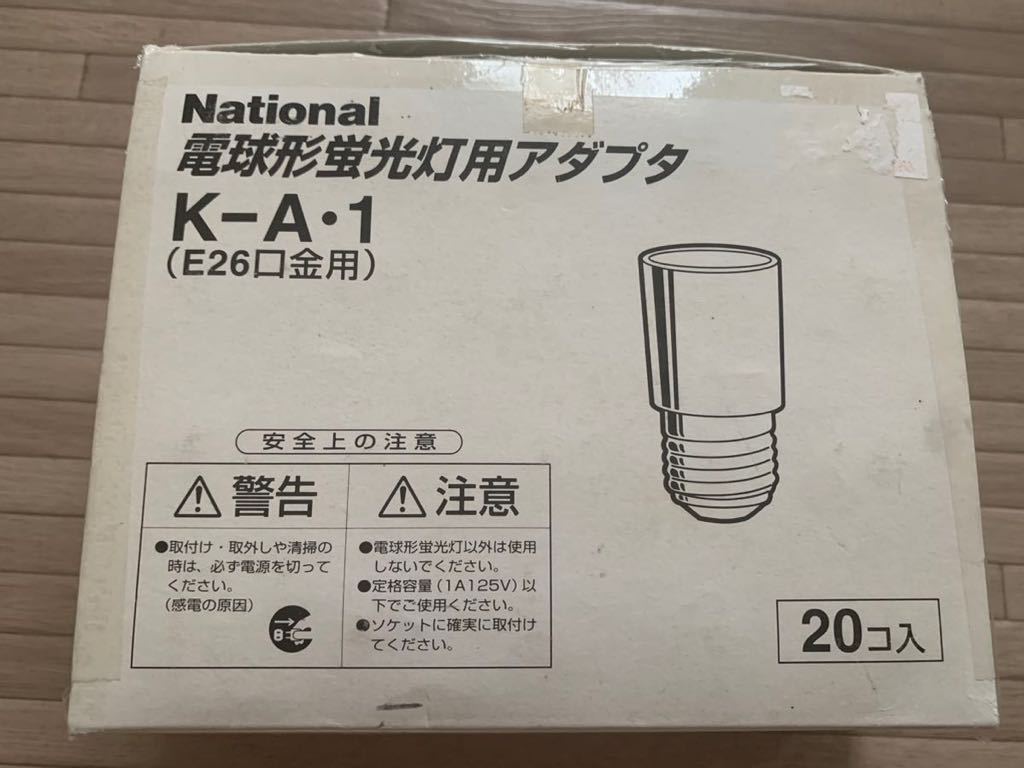 National
電球形蛍光灯用アダプタ
K−A・1
(E26口金用)
安全上の注意
警告
●取付け・取外しや清掃の
時は、必ず電源を切って
ください。
(感電の原因)
注意
●電球形蛍光灯以外は使用
しないでください。
●定格容量(1A125V)以
下でご使用ください。
●ソケットに確実に取付け
てください。
20コ入